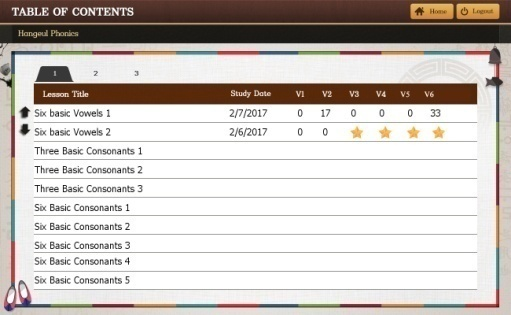 TABLE OF CONTENTS
Home
Logout
Hangeul Phonics
1 2 3
Lesson Title Study Date V1 V2 V3 V4 V5 V6
Six basic Vowels 1 2/7/2017 0 17 0 0 0 33
Six basic Vowels 2 2/6/2017 0 0
Three Basic Consonants 1
Three Basic Consonants 2
Three Basic Consonants 3
Six Basic Consonants 1
Six Basic Consonants 2
Six Basic Consonants 3
Six Basic Consonants 4
Six Basic Consonants 5